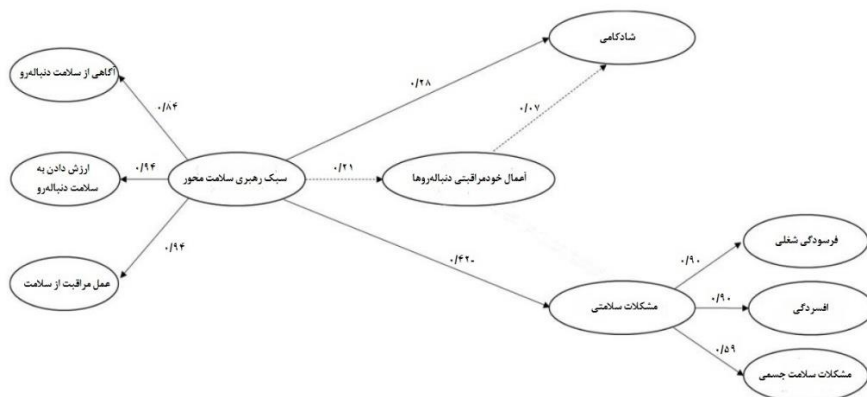 شادکامی
آگاهی از سلامت دنباله‌رو
۰/۲۸
۰/۰۷
۰/۸۴
ارزش دادن به
سلامت دنباله‌رو
۰/۹۴
سبک رهبری سلامت محور
۰/۲۱
اعمال خودمراقبتی دنباله‌روها
۰/۹۴
عمل مراقبت از سلامت
۰/۴۲-
فرسودگی شغلی
۰/۹۰
مشکلات سلامتی
۰/۹۰
افسردگی
۰/۵۹
مشکلات سلامت جسمی